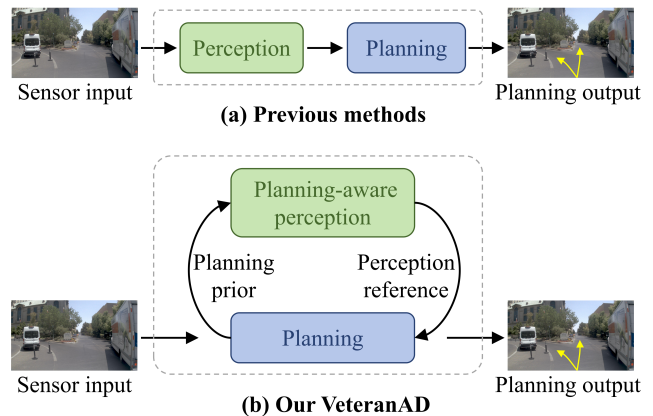 Perception
Planning
Sensor input
Planning output
(a) Previous methods
Planning-aware
perception
Planning
prior
Perception
reference
Planning
Sensor input
Planning output
(b) Our VeteranAD